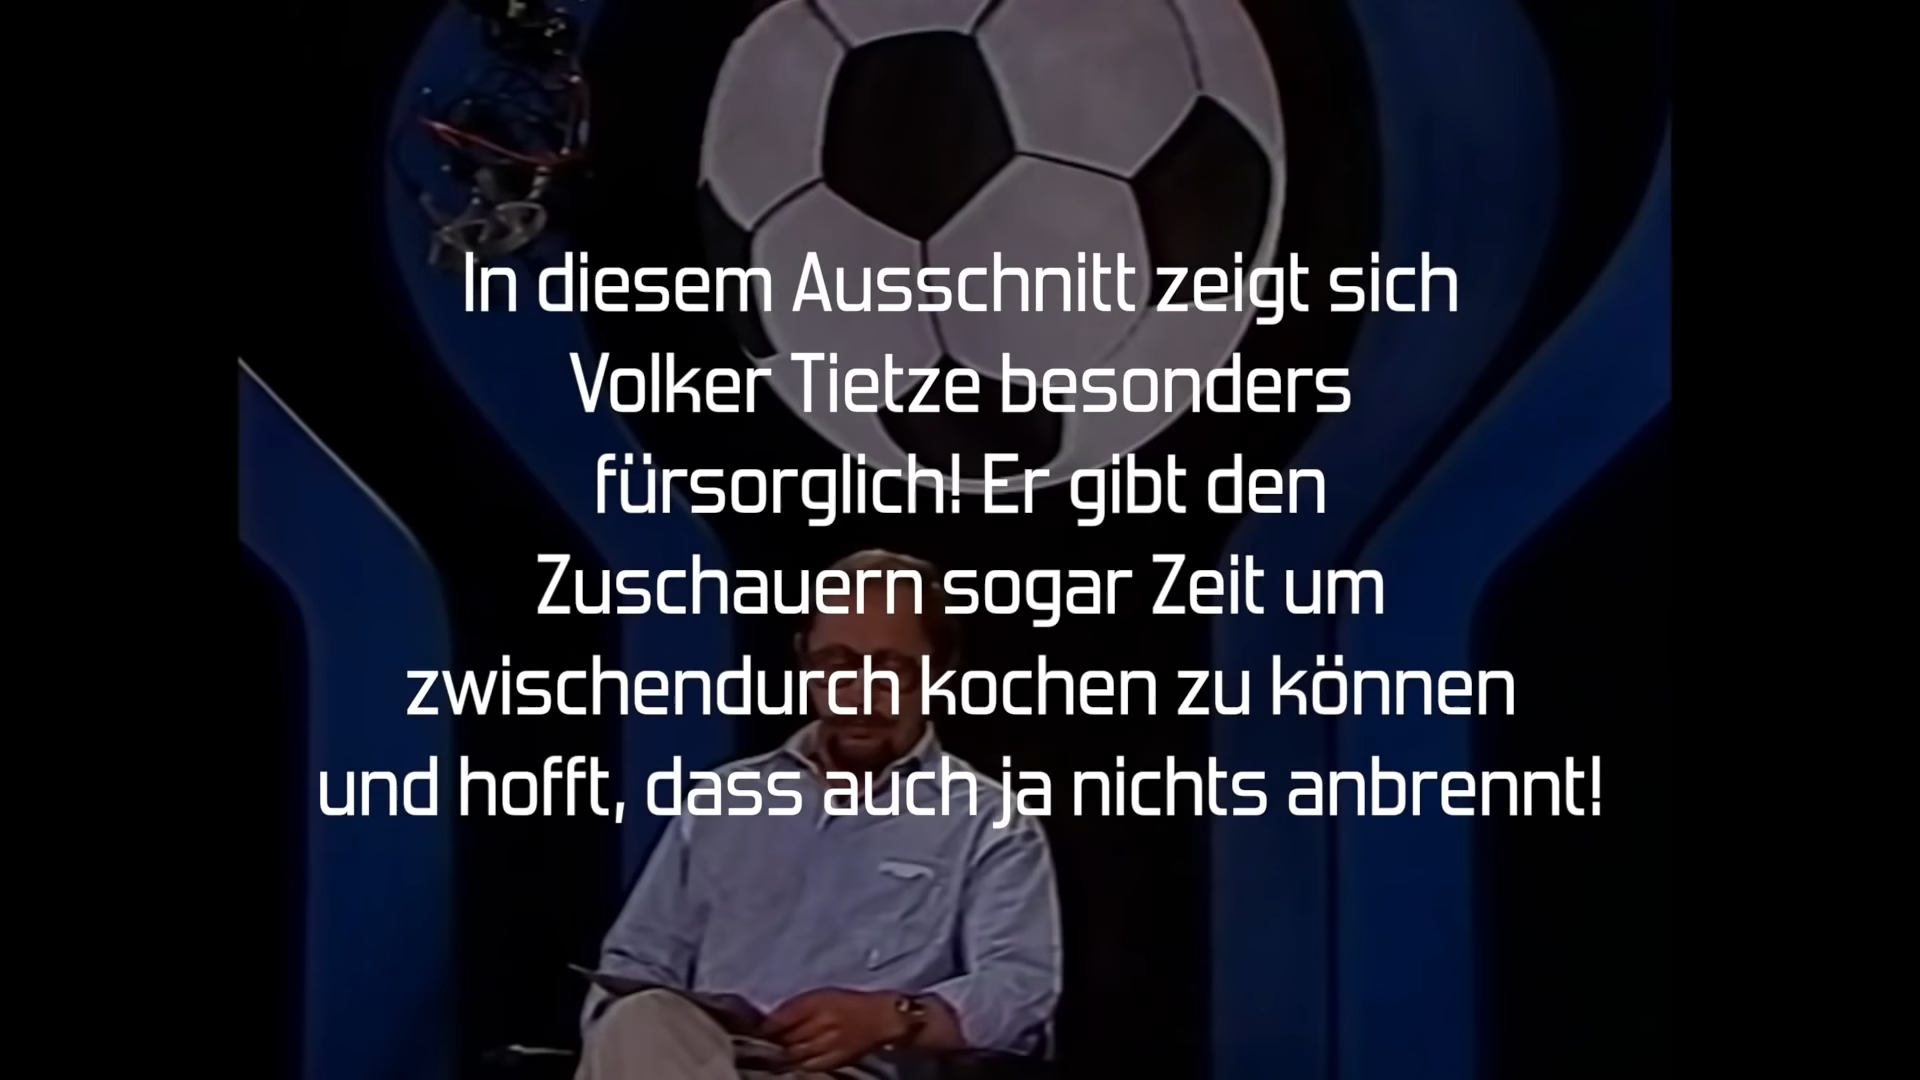 In diesem Ausschnitt zeigt sich
Volker Tietze besonders
fürsorglich! Er gibt den
Zuschauern sogar Zeit um
zwischendurch kochen zu können
und hofft, dass auch ja nichts anbrennt!